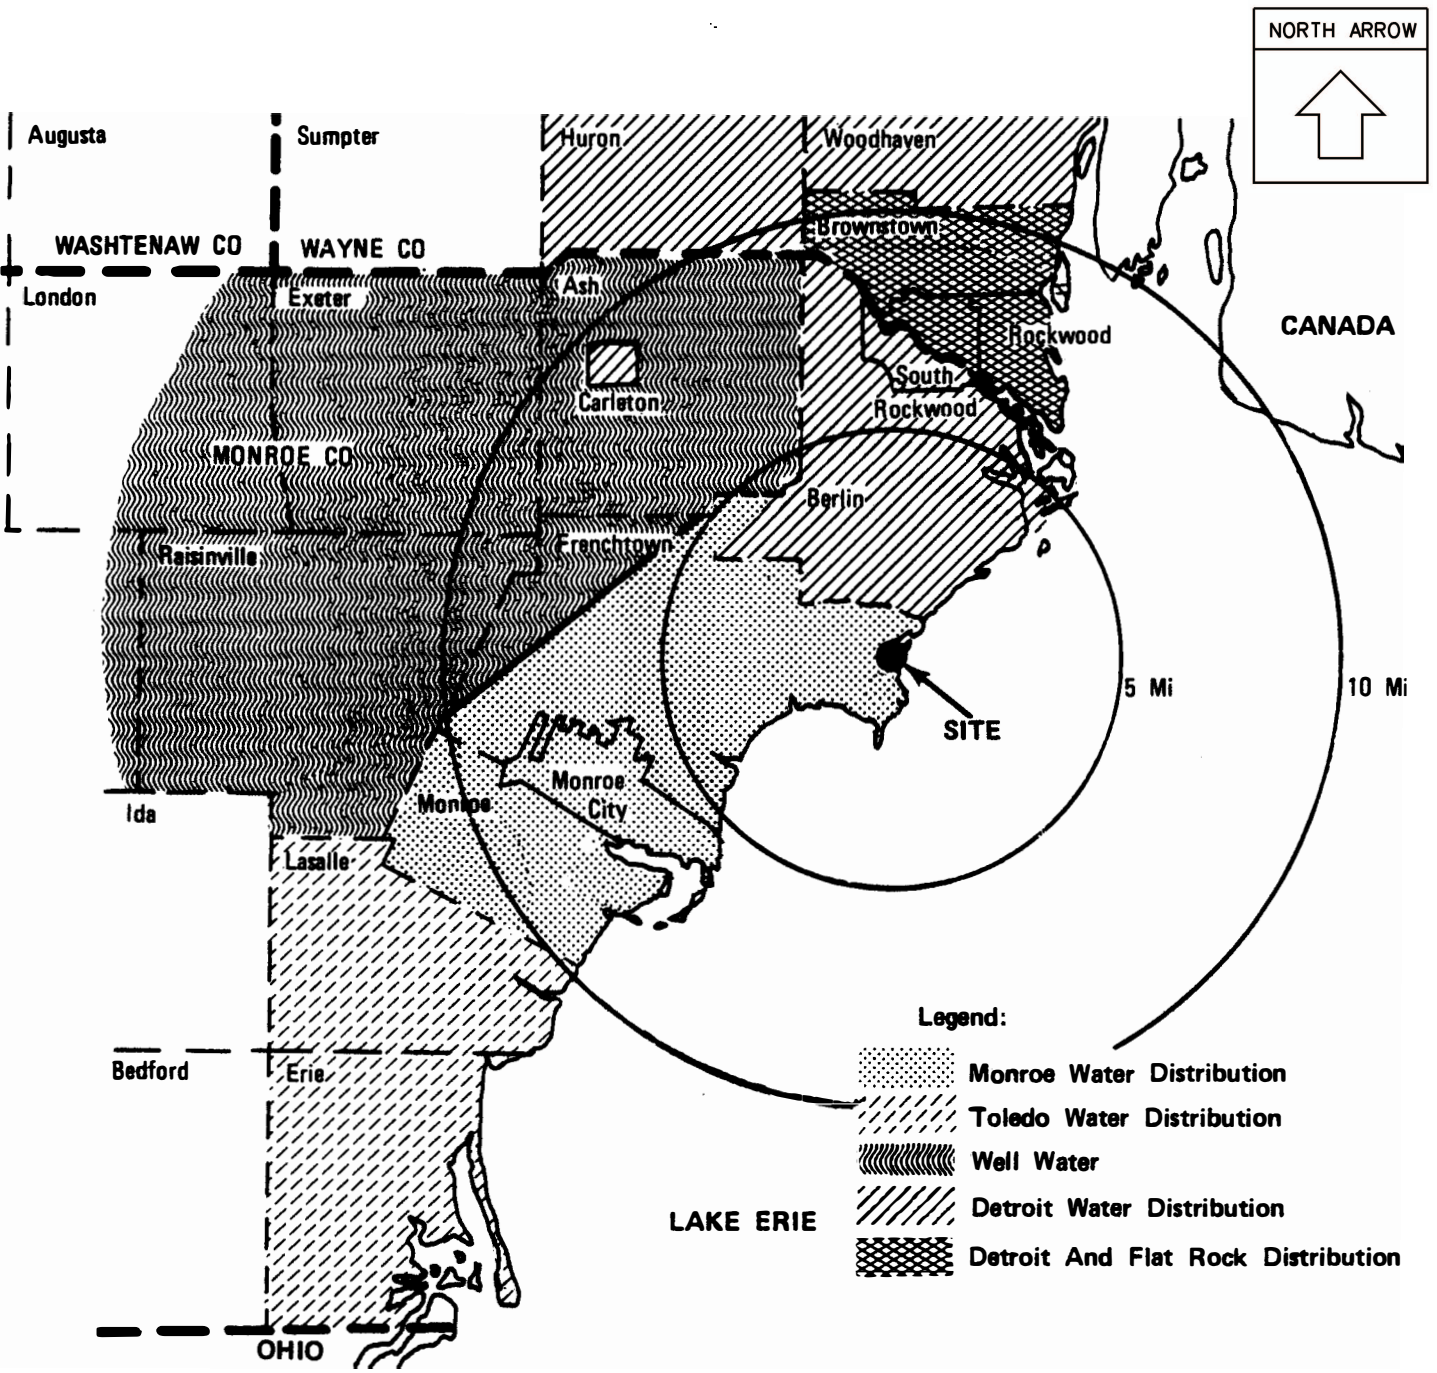 NORTH ARROW
Augusta
Sumpter
Huron
Woodhaven
Brownstown
WASHTENAW CO
WAYNE CO
London
Exeter
Ash
CANADA
Rockwood
South
Rockwood
Carleton
MONROE CO
Berlin
Raisinville
Frenchtown
5 Mi
10 Mi
SITE
Monroe
City
Monroe
Ida
Lasalle
Legend:
Bedford
Erie
Monroe Water Distribution
Toledo Water Distribution
Well Water
LAKE ERIE
Detroit Water Distribution
Detroit And Flat Rock Distribution
OHIO